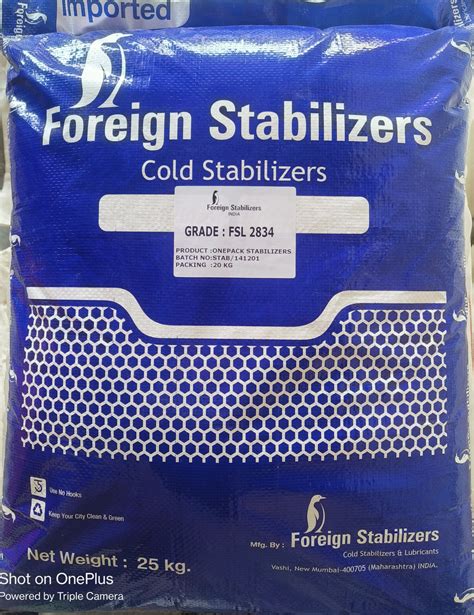 Imported
Foreign Stabilizers
Cold Stabilizers
Foreign Stabilizers
INDIA
GRADE : FSL 2834
PRODUCT :ONEPACK STABILIZERS
BATCH NO:STAB/141201
PACKING :20 KG
Use No Hooks
Keep Your City Clean & Green
Mfg. By :
Foreign Stabilizers
Cold Stabilizers & Lubricants
Vashi, New Mumbai-400705 (Maharashtra) INDIA.
Net Weight : 25 kg.
Shot on OnePlus
Powered by Triple Camera